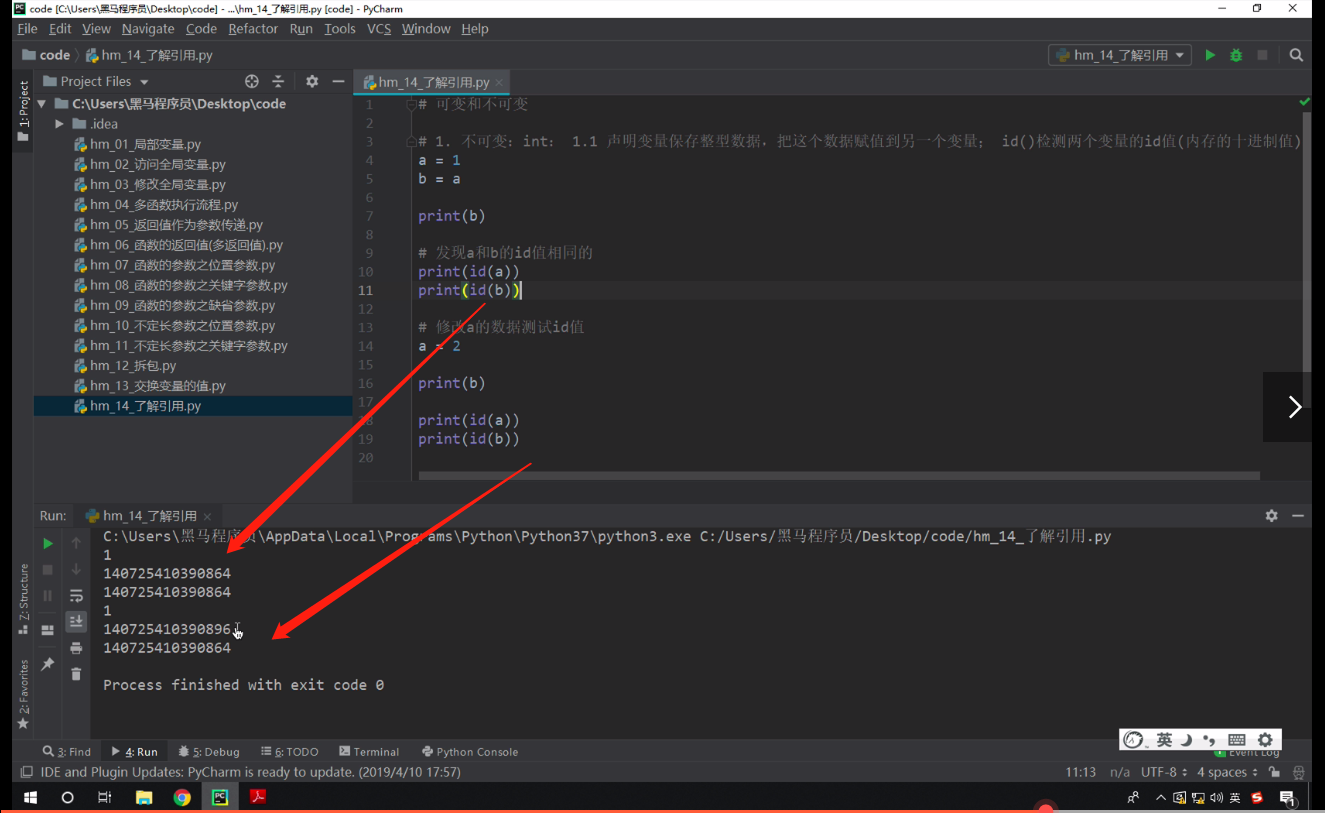 code [C:\Users\黑马程序员\Desktop\code] - ...\hm_14_了解引用.py [code] - PyCharm
File Edit View Navigate Code Refactor Run Tools VCS Window Help
code hm_14_了解引用.py
hm_14_了解引用
Project Files
hm_14_了解引用.py
1: Project
C:\Users\黑马程序员\Desktop\code
.idea
hm_01_局部变量.py
hm_02_访问全局变量.py
hm_03_修改全局变量.py
hm_04_多函数执行流程.py
hm_05_返回值作为参数传递.py
hm_06_函数的返回值(多返回值).py
hm_07_函数的参数之位置参数.py
hm_08_函数的参数之关键字参数.py
hm_09_函数的参数之缺省参数.py
hm_10_不定长参数之位置参数.py
hm_11_不定长参数之关键字参数.py
hm_12_拆包.py
hm_13_交换变量的值.py
hm_14_了解引用.py
1 # 可变和不可变
2
3 # 1. 不可变：int： 1.1 声明变量保存整型数据，把这个数据赋值到另一个变量； id()检测两个变量的id值(内存的十进制值)
4 a = 1
5 b = a
6
7 print(b)
8
9 # 发现a和b的id值相同的
10 print(id(a))
11 print(id(b))
12
13 # 修改a的数据测试id值
14 a = 2
15
16 print(b)
17
18 print(id(a))
19 print(id(b))
20
Run: hm_14_了解引用
C:\Users\黑马程序员\AppData\Local\Programs\Python\Python37\python3.exe C:/Users/黑马程序员/Desktop/code/hm_14_了解引用.py
1
140725410390864
140725410390864
1
140725410390896
140725410390864
Process finished with exit code 0
Z: Structure
2: Favorites
3: Find 4: Run 5: Debug 6: TODO Terminal Python Console Event Log
英
IDE and Plugin Updates: PyCharm is ready to update. (2019/4/10 17:57)
11:13 n/a UTF-8 4 spaces
英
1